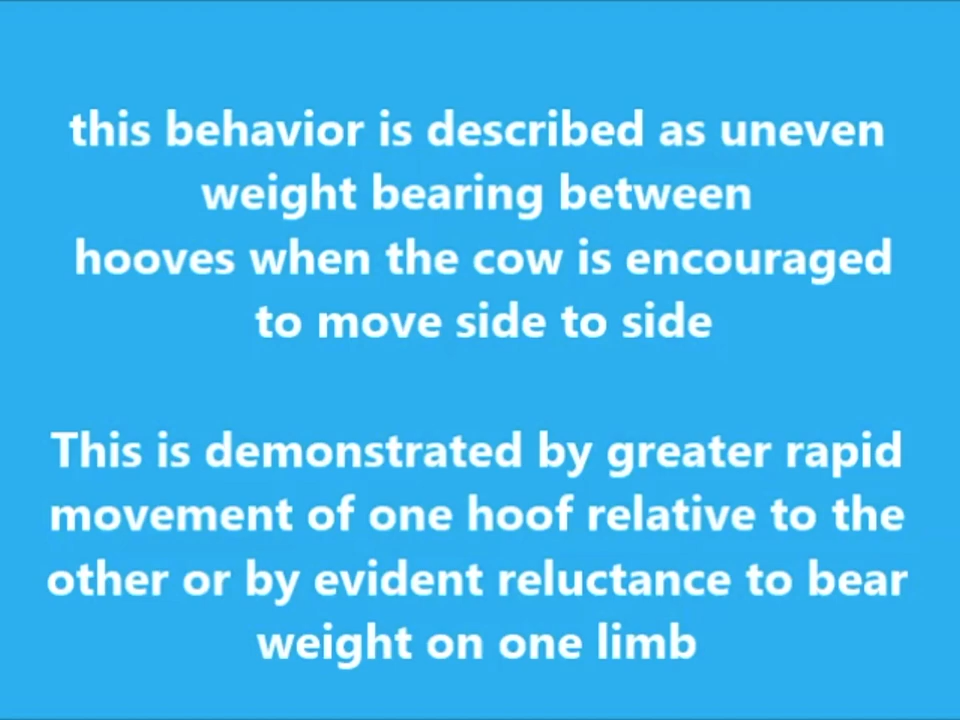 this behavior is described as uneven
weight bearing between
hooves when the cow is encouraged
to move side to side
This is demonstrated by greater rapid
movement of one hoof relative to the
other or by evident reluctance to bear
weight on one limb